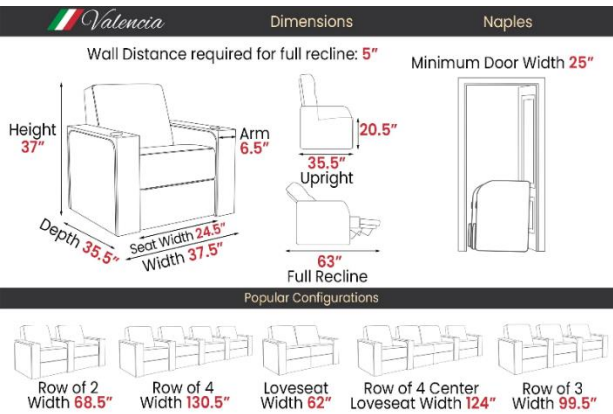 Valencia
Dimensions
Naples
Wall Distance required for full recline: 5"
Minimum Door Width 25"
Height
37"
Arm
6.5"
20.5"
35.5"
Upright
Depth 35.5"
Seat Width 24.5"
Width 37.5"
63"
Full Recline
Popular Configurations
Row of 2
Width 68.5"
Row of 4
Width 130.5"
Loveseat
Width 62"
Row of 4 Center
Loveseat Width 124"
Row of 3
Width 99.5"